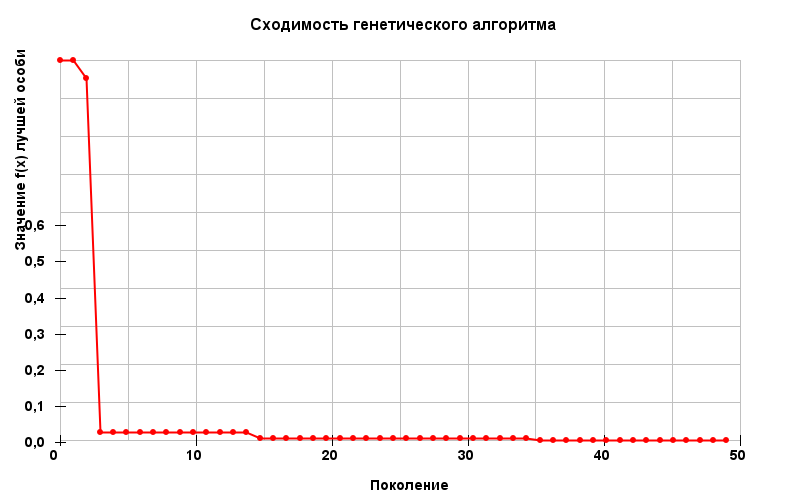 Сходимость генетического алгоритма
Значение f(x) лучшей особи
0,6
0,5
0,4
0,3
0,2
0,1
0,0
0 10 20 30 40 50
Поколение